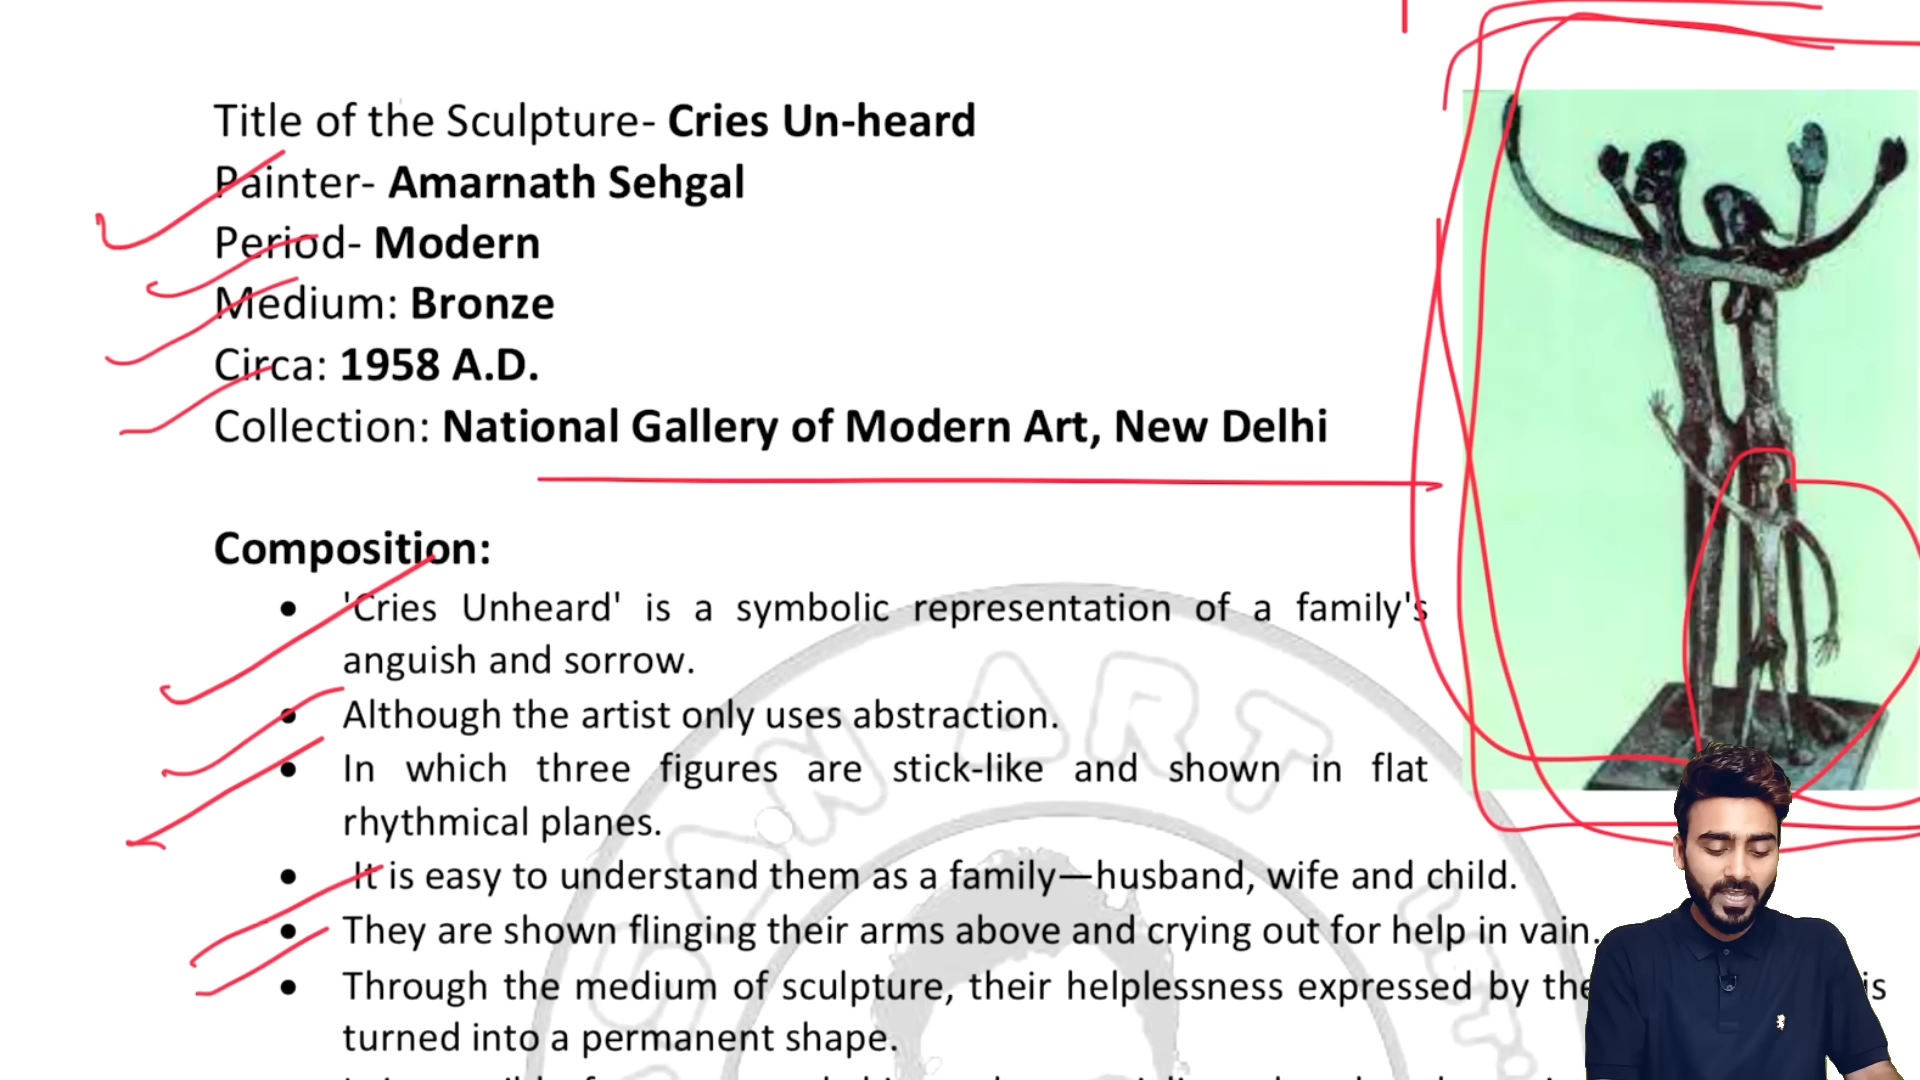 Title of the Sculpture- Cries Un-heard
Painter- Amarnath Sehgal
Period- Modern
Medium: Bronze
Circa: 1958 A.D.
Collection: National Gallery of Modern Art, New Delhi
Composition:
• 'Cries Unheard' is a symbolic representation of a family's
anguish and sorrow.
• Although the artist only uses abstraction.
• In which three figures are stick-like and shown in flat
rhythmical planes.
• It is easy to understand them as a family—husband, wife and child.
• They are shown flinging their arms above and crying out for help in vain.
• Through the medium of sculpture, their helplessness expressed by the is
turned into a permanent shape.
ART